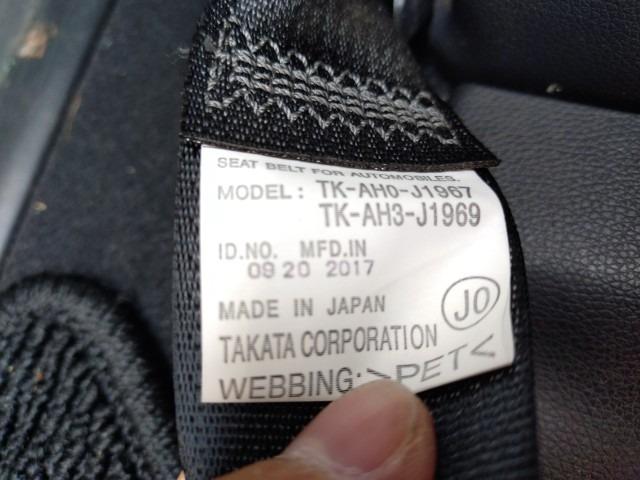 SEAT BELT FOR AUTOMOBILES.
MODEL: TK-AH0-J1967
TK-AH3-J1969
ID.NO. MFD.IN
09 20 2017
MADE IN JAPAN
JO
TAKATA CORPORATION
WEBBING: >PET<